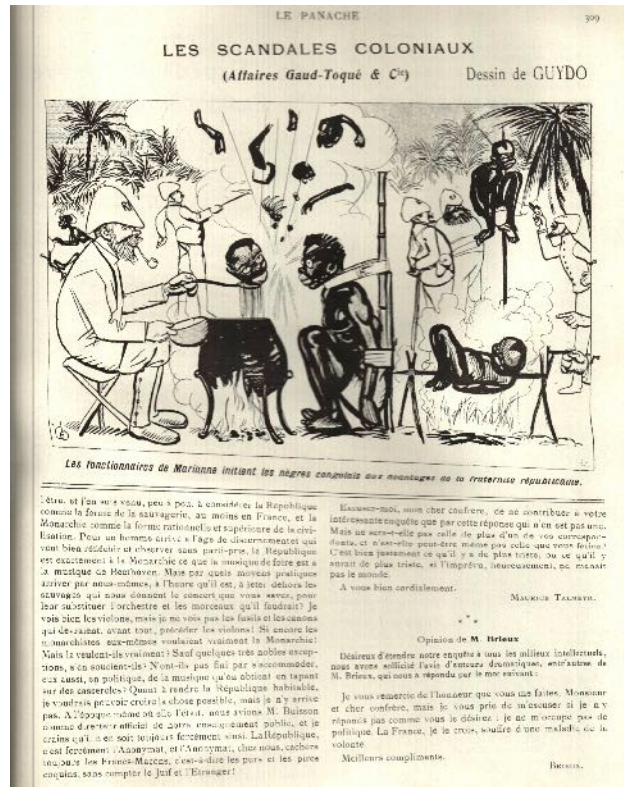 LE PANACHE
309
LES SCANDALES COLONIAUX
(Affaires Gaud-Toqué & Cie)
Dessin de GUYDO
Les fonctionnaires de Marianne initient les nègres congolais aux avantages de la fraternité républicaine.
l'être, et j'en suis venu, peu à peu, à considérer la République
comme la forme de la sauvagerie, au moins en France, et la
Monarchie comme la forme rationnelle et supérieure de la civi-
lisation. Pour un homme arrivé à l'âge de discernement et qui
veut bien réfléchir et observer sans parti-pris, la République
est exactement à la Monarchie ce que la musique de foire est à
la musique de Beethoven. Mais par quels moyens pratiques
arriver par nous-mêmes, à l'heure qu'il est, à jeter dehors les
sauvages qui nous donnent le concert que vous savez, pour
leur substituer l'orchestre et les morceaux qu'il faudrait? Je
vois bien les violons, mais je ne vois pas les fusils et les canons
qui devraient, avant tout, précéder les violons! Si encore les
monarchistes eux-mêmes voulaient vraiment la Monarchie.
Mais la veulent-ils vraiment? Sauf quelques très nobles excep-
tions, s'en soucient-ils? N'ont-ils pas fini par s'accommoder,
eux aussi, en politique, de la musique qu'on obtient en tapant
sur des casseroles? Quant à rendre la République habitable,
je voudrais pouvoir croire la chose possible, mais je n'y arrive
pas. A l'époque même où elle l'était, nous avions M. Buisson
comme directeur officiel de notre enseignement public, et je
crains qu'il n'en soit toujours forcément ainsi. La République,
c'est forcément l'Anonymat, et l'Anonymat, chez nous, cachera
toujours les Francs-Maçons, c'est-à-dire les purs et les pires
coquins, sans compter le Juif et l'Etranger!
Excusez-moi, mon cher confrère, de ne contribuer à votre
intéressante enquête que par cette réponse qui n'en est pas une.
Mais ne sera-t-elle pas celle de plus d'un de vos correspon-
dants, et n'est-elle peut-être même pas celle que vous feriez?
C'est bien justement ce qu'il y a de plus triste, ou ce qu'il y
aurait de plus triste, si l'imprévu, heureusement, ne menait
pas le monde.
A vous bien cordialement.
MAURICE TALMEYR.
Opinion de M. Brieux
Désireux d'étendre notre enquête à tous les milieux intellectuels,
nous avons sollicité l'avis d'auteurs dramatiques, entr'autres de
M. Brieux, qui nous a répondu par le mot suivant:
Je vous remercie de l'honneur que vous me faites, Monsieur
et cher confrère, mais je vous prie de m'excuser si je n'y
réponds pas comme vous le désirez: je ne m'occupe pas de
politique. La France, je le crois, souffre d'une maladie de la
volonté.
Meilleurs compliments.
BRIEUX.